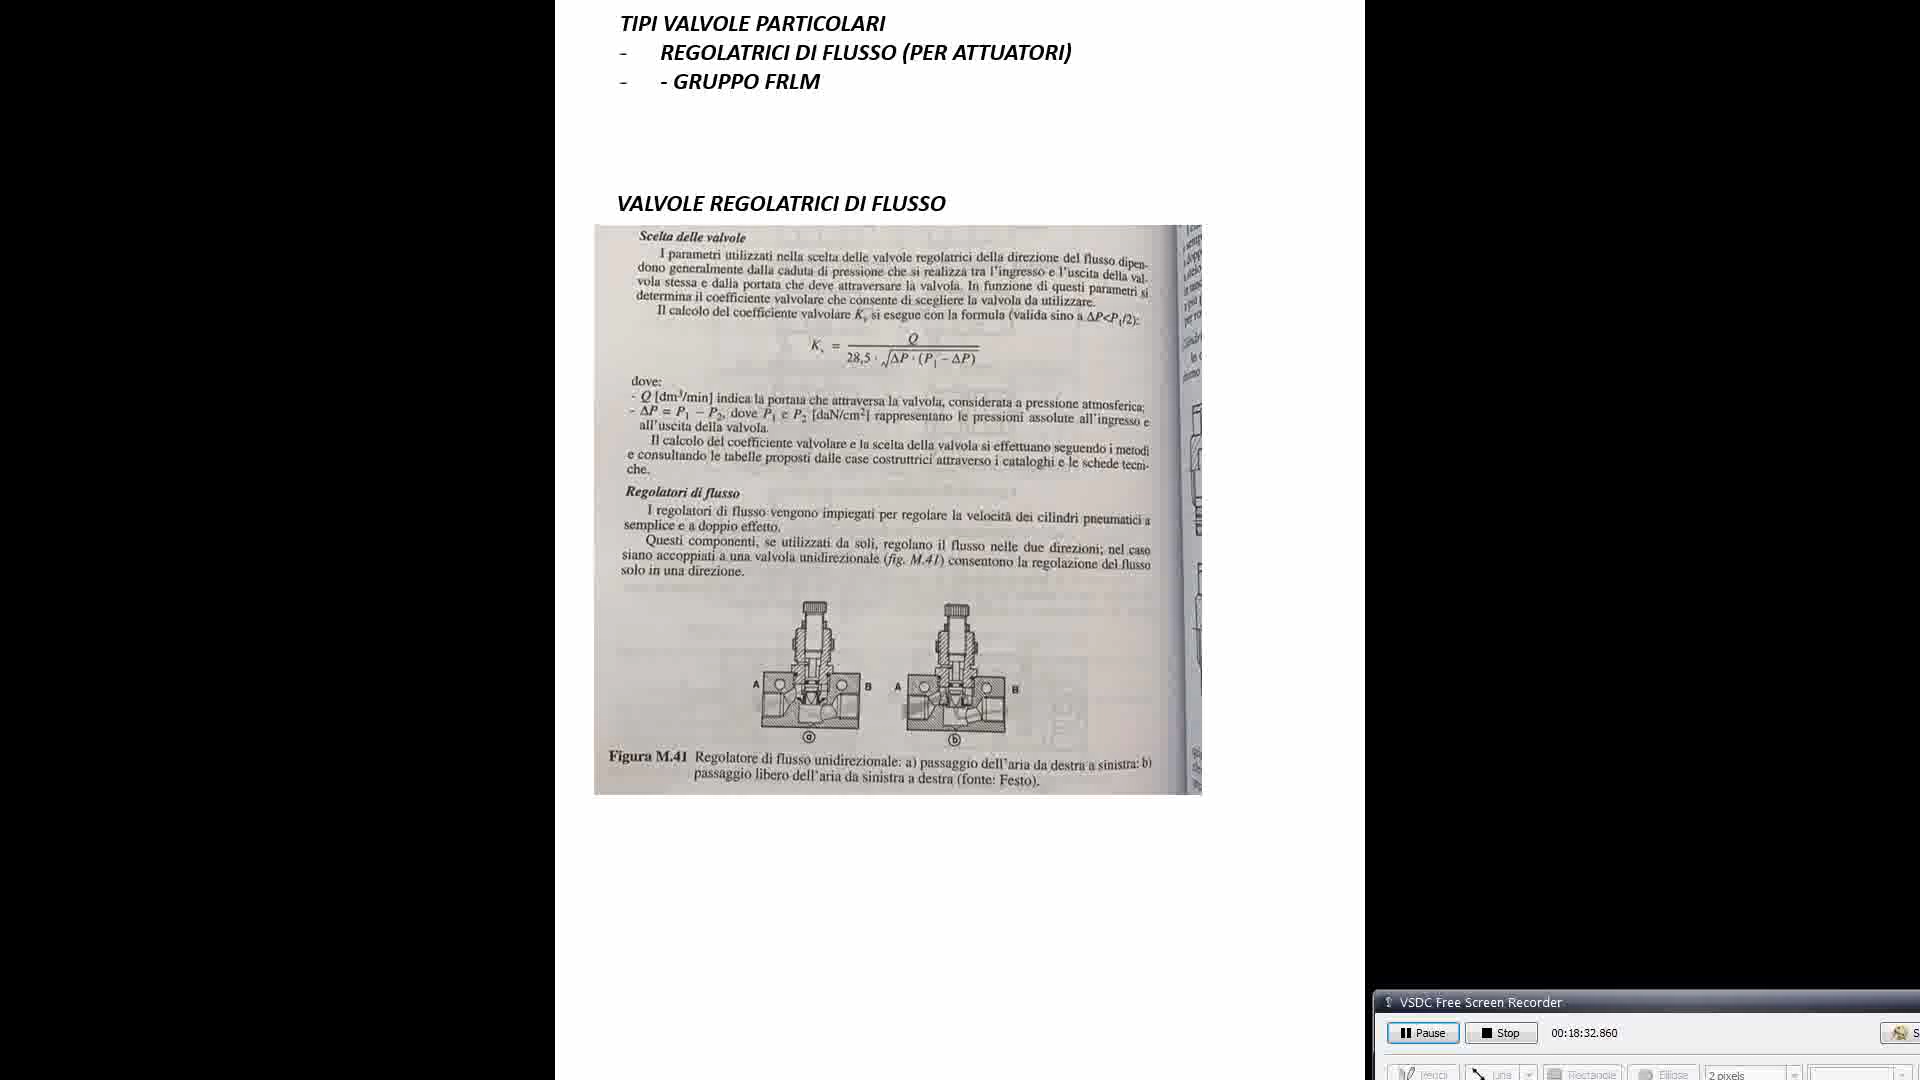 TIPI VALVOLE PARTICOLARI
- REGOLATRICI DI FLUSSO (PER ATTUATORI)
- - GRUPPO FRLM
VALVOLE REGOLATRICI DI FLUSSO
Scelta delle valvole
I parametri utilizzati nella scelta delle valvole regolatrici della direzione del flusso dipen-
dono generalmente dalla caduta di pressione che si realizza tra l'ingresso e l'uscita della val-
vola stessa e dalla portata che deve attraversare la valvola. In funzione di questi parametri si
determina il coefficiente valvolare che consente di scegliere la valvola da utilizzare.
Il calcolo del coefficiente valvolare Kv si esegue con la formula (valida sino a ΔP<P1/2):
Kv = Q / 28,5 · √ΔP · (P1 – ΔP)
dove:
- Q [dm³/min] indica la portata che attraversa la valvola, considerata a pressione atmosferica;
- ΔP = P1 – P2, dove P1 e P2 [daN/cm²] rappresentano le pressioni assolute all'ingresso e
all'uscita della valvola.
Il calcolo del coefficiente valvolare e la scelta della valvola si effettuano seguendo i metodi
e consultando le tabelle proposti dalle case costruttrici attraverso i cataloghi e le schede tecni-
che.
Regolatori di flusso
I regolatori di flusso vengono impiegati per regolare la velocità dei cilindri pneumatici a
semplice e a doppio effetto.
Questi componenti, se utilizzati da soli, regolano il flusso nelle due direzioni; nel caso
siano accoppiati a una valvola unidirezionale (fig. M.41) consentono la regolazione del flusso
solo in una direzione.
A B A B
a b
Figura M.41 Regolatore di flusso unidirezionale: a) passaggio dell'aria da destra a sinistra; b)
passaggio libero dell'aria da sinistra a destra (fonte: Festo).
VSDC Free Screen Recorder
Pause Stop 00:18:32.860 S
Line Rectangle Ellipse 2 pixels